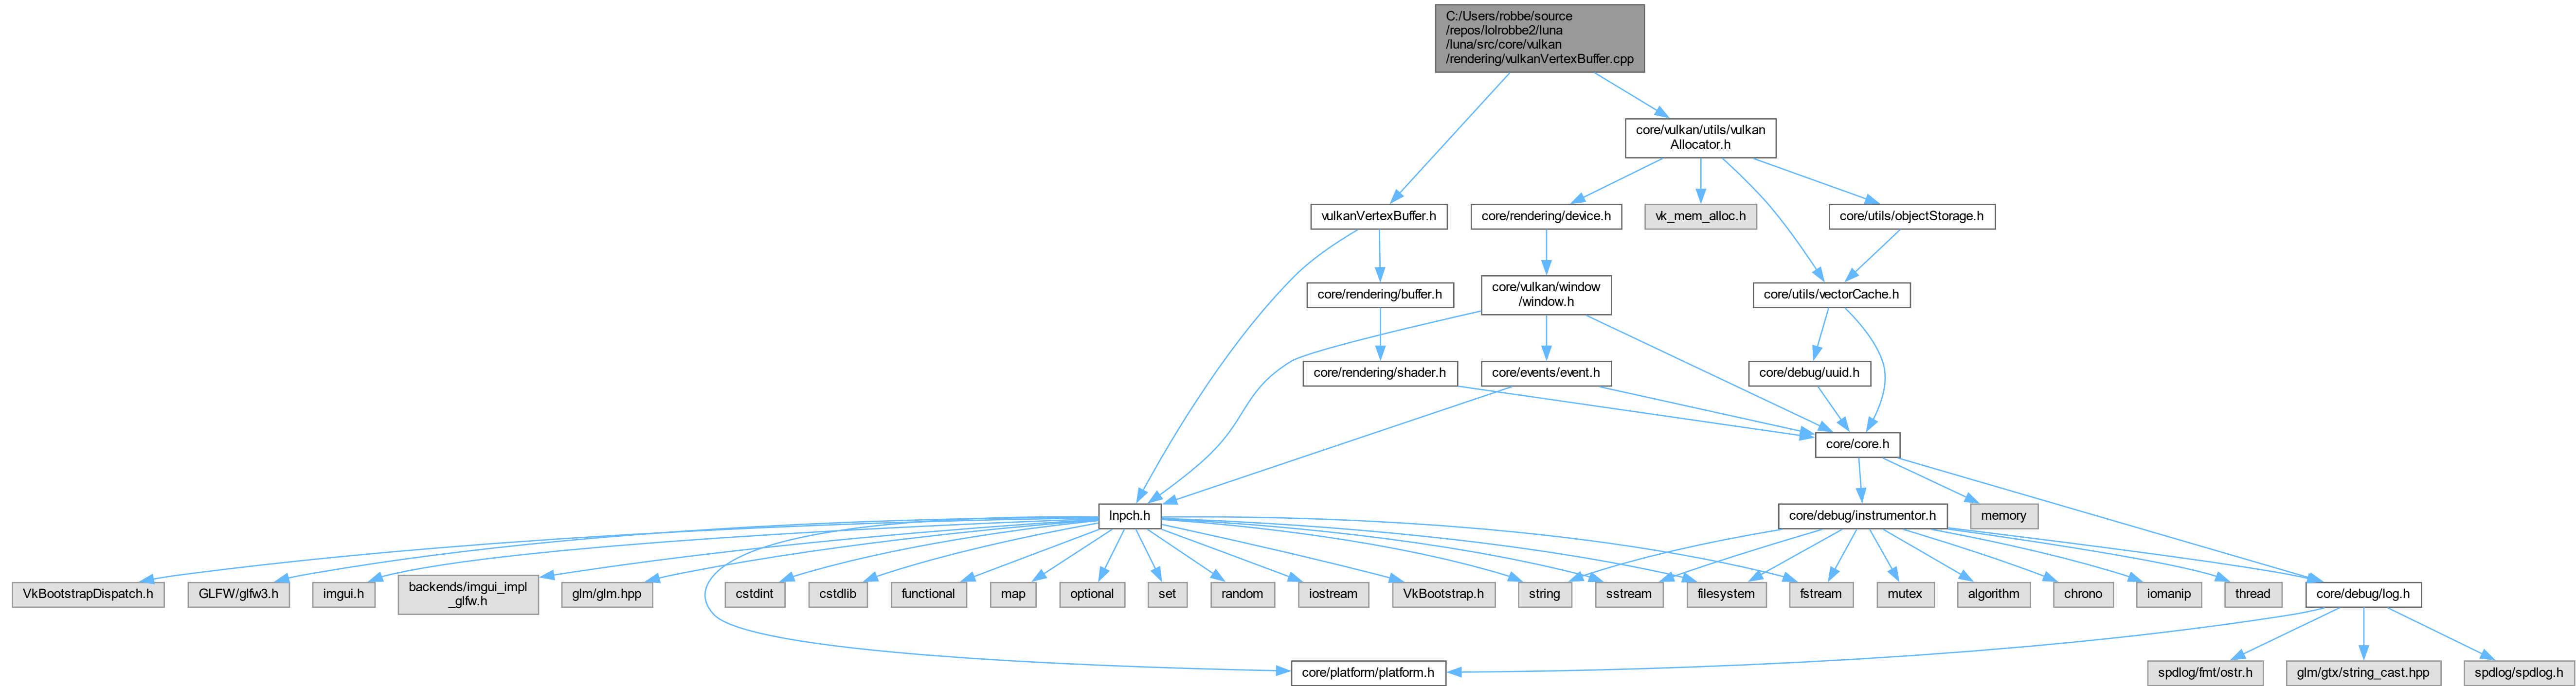 C:/Users/robbe/source
/repos/lolrobbe2/luna
/luna/src/core/vulkan
/rendering/vulkanVertexBuffer.cpp
core/vulkan/utils/vulkan
Allocator.h
vulkanVertexBuffer.h
core/rendering/device.h
vk_mem_alloc.h
core/utils/objectStorage.h
core/rendering/buffer.h
core/vulkan/window
/window.h
core/utils/vectorCache.h
core/rendering/shader.h
core/events/event.h
core/debug/uuid.h
core/core.h
lnpch.h
core/debug/instrumentor.h
memory
VkBootstrapDispatch.h
GLFW/glfw3.h
imgui.h
backends/imgui_impl
_glfw.h
glm/glm.hpp
cstdint
cstdlib
functional
map
optional
set
random
iostream
VkBootstrap.h
string
sstream
filesystem
fstream
mutex
algorithm
chrono
iomanip
thread
core/debug/log.h
core/platform/platform.h
spdlog/fmt/ostr.h
glm/gtx/string_cast.hpp
spdlog/spdlog.h